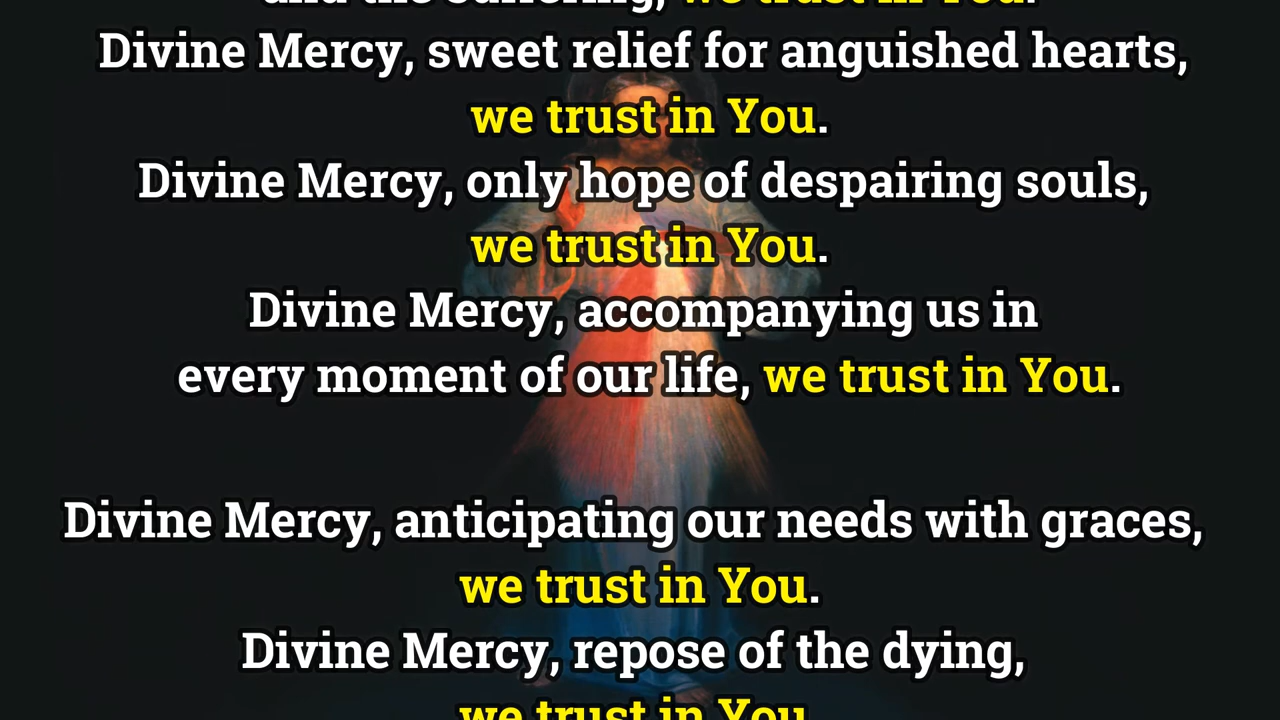 and the suffering, we trust in You.
Divine Mercy, sweet relief for anguished hearts,
we trust in You.
Divine Mercy, only hope of despairing souls,
we trust in You.
Divine Mercy, accompanying us in
every moment of our life, we trust in You.
Divine Mercy, anticipating our needs with graces,
we trust in You.
Divine Mercy, repose of the dying,
we trust in You